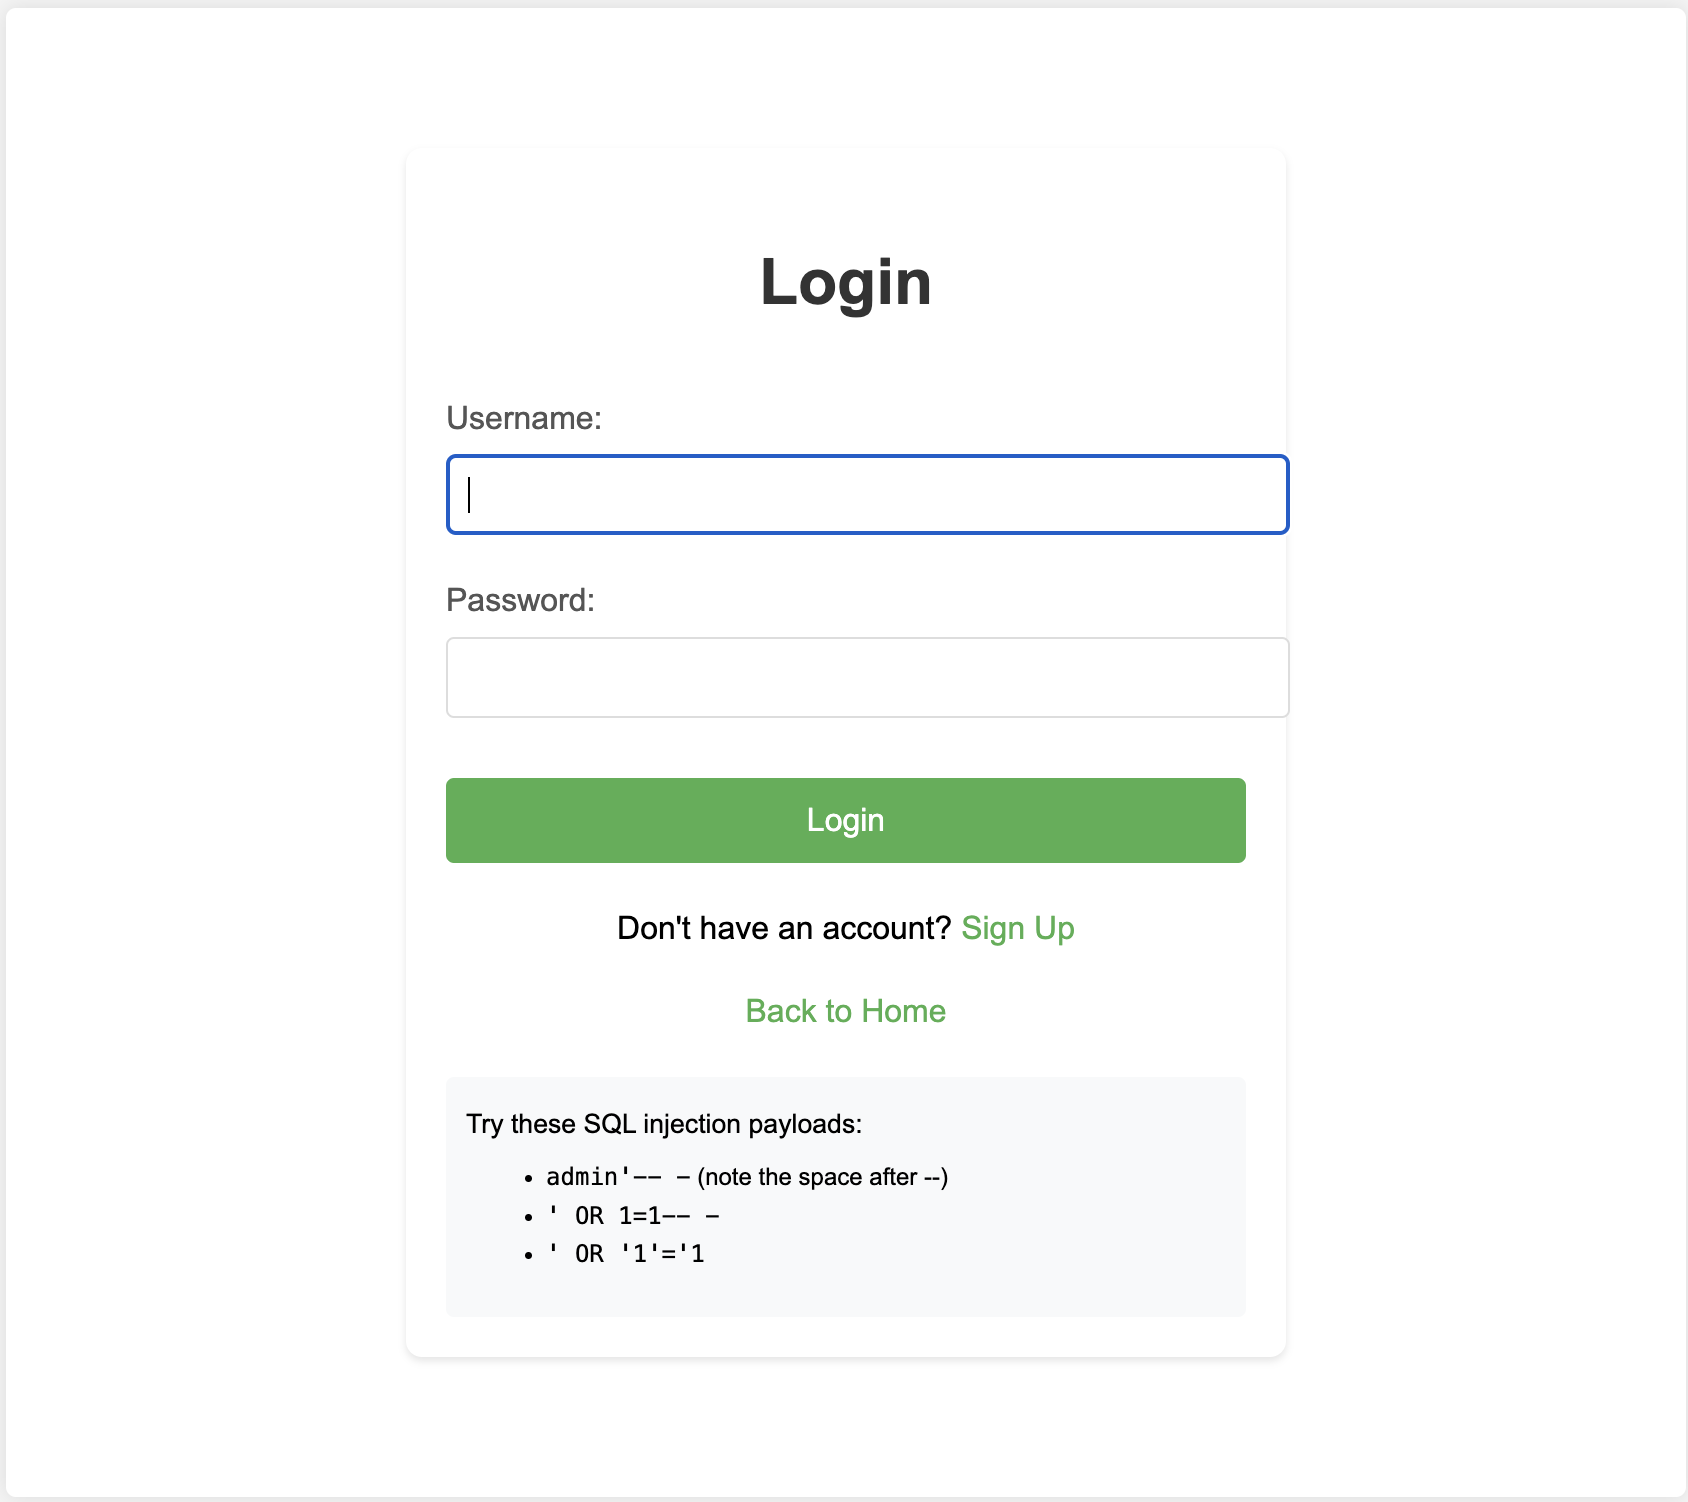 Login
Username:
Password:
Login
Don't have an account? Sign Up
Back to Home
Try these SQL injection payloads:
• admin'-- - (note the space after --)
• ' OR 1=1-- -
• ' OR '1'='1